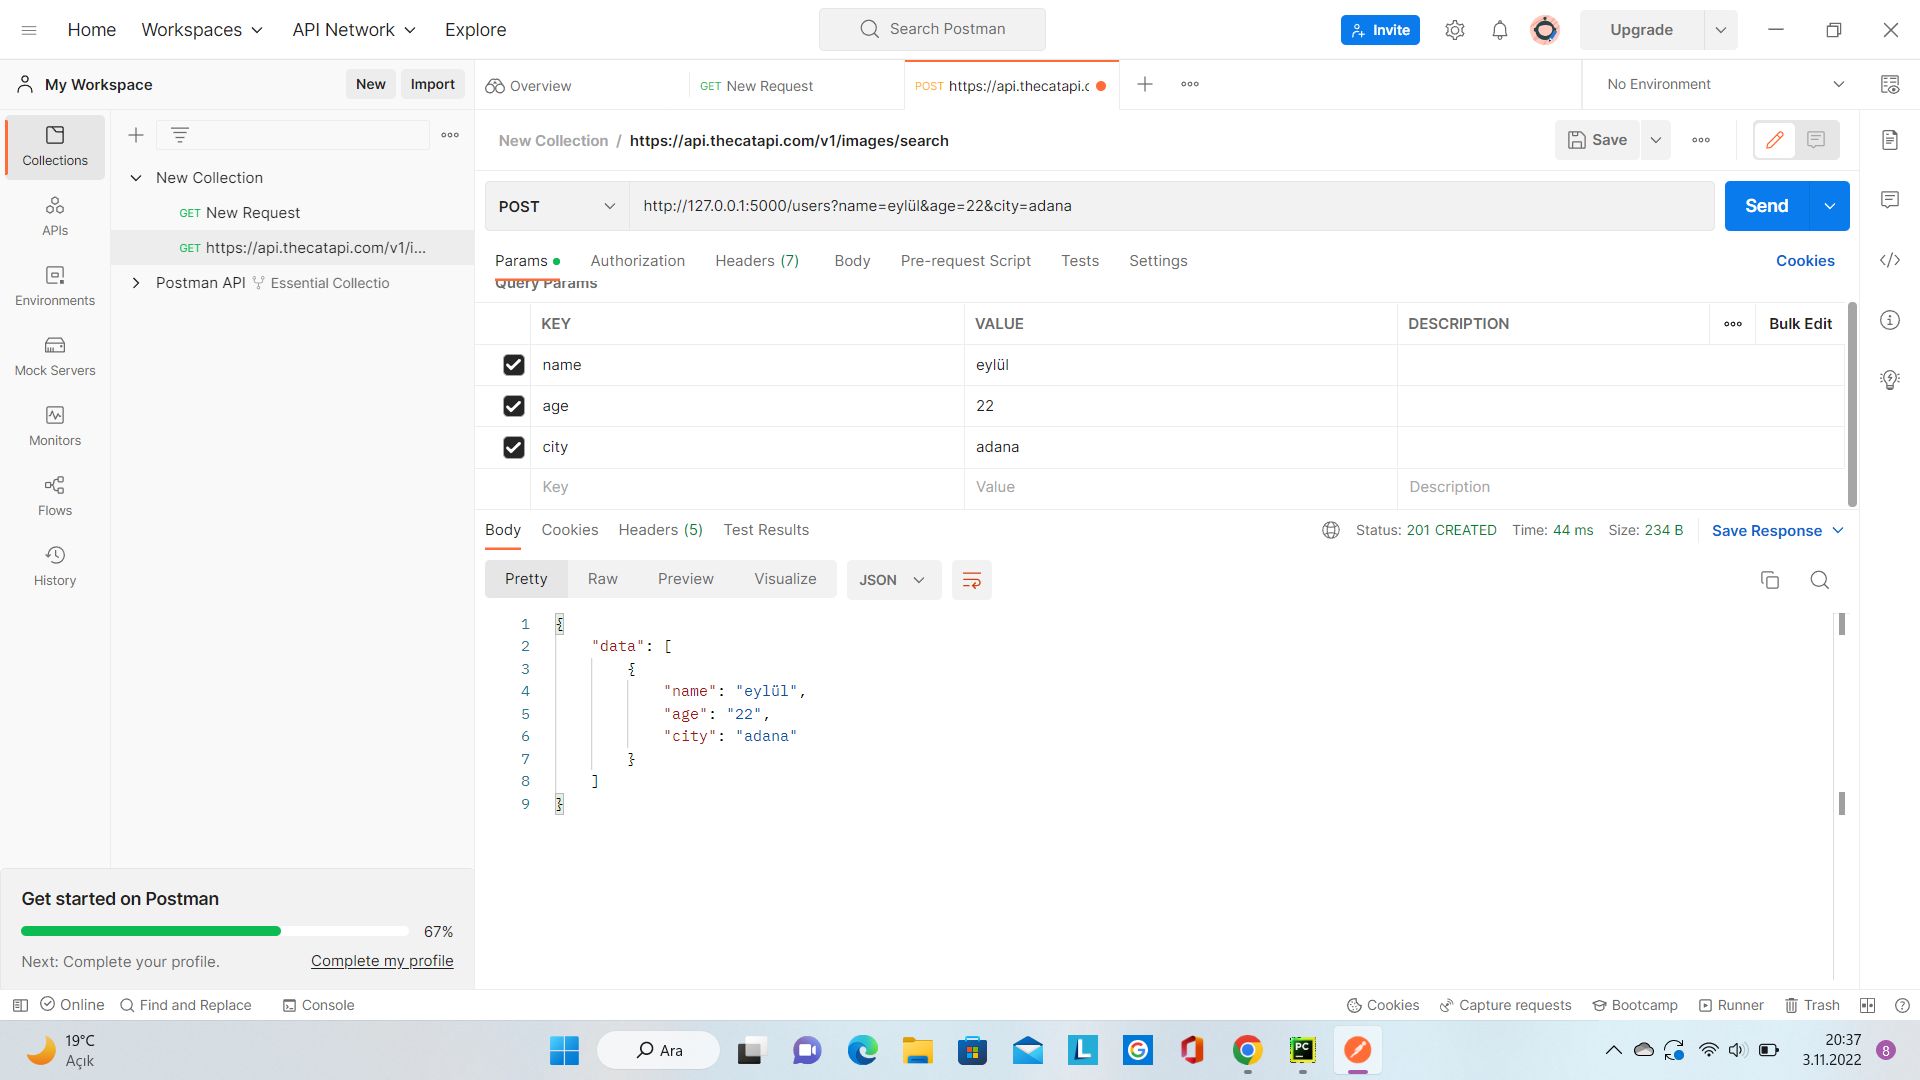 Home Workspaces API Network Explore Search Postman Invite Upgrade
My Workspace New Import Overview GET New Request POST https://api.thecatapi.c No Environment
New Collection / https://api.thecatapi.com/v1/images/search Save
Collections
APIs
Environments
Mock Servers
Monitors
Flows
History
New Collection
GET New Request
GET https://api.thecatapi.com/v1/i...
Postman API Essential Collectio
POST http://127.0.0.1:5000/users?name=eylül&age=22&city=adana Send
Params Authorization Headers (7) Body Pre-request Script Tests Settings Cookies
Query Params
KEY VALUE DESCRIPTION Bulk Edit
name eylül
age 22
city adana
Key Value Description
Body Cookies Headers (5) Test Results Status: 201 CREATED Time: 44 ms Size: 234 B Save Response
Pretty Raw Preview Visualize JSON
1 {
2 "data": [
3 {
4 "name": "eylül",
5 "age": "22",
6 "city": "adana"
7 }
8 ]
9 }
Get started on Postman
67%
Next: Complete your profile. Complete my profile
Online Find and Replace Console Cookies Capture requests Bootcamp Runner Trash
19°C
Açık
Ara
L
G
PC
20:37
3.11.2022
8